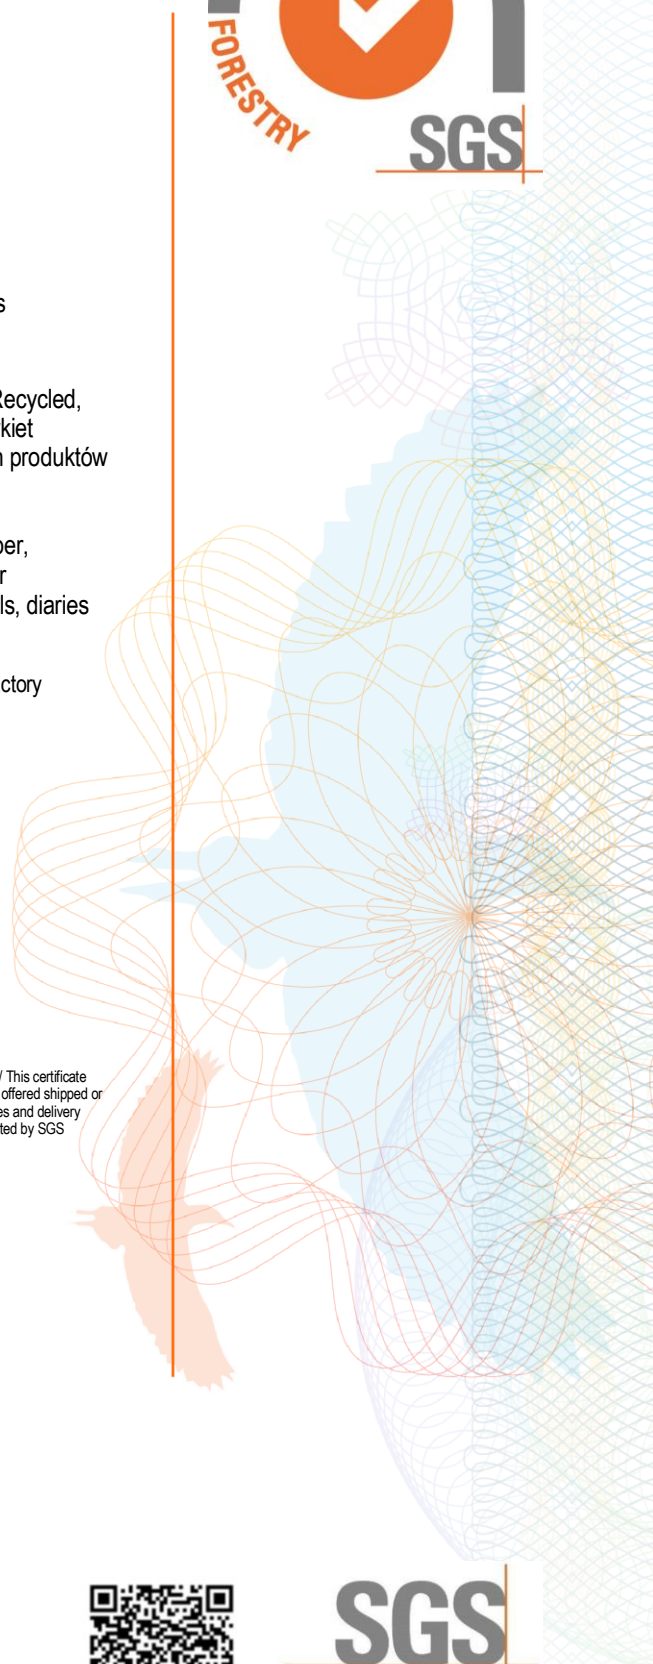 FORESTRY
SGS
s
Recycled,
kiet
produktów
per,
r
ls, diaries
ctory
/ This certificate
offered shipped or
es and delivery
ted by SGS
SGS